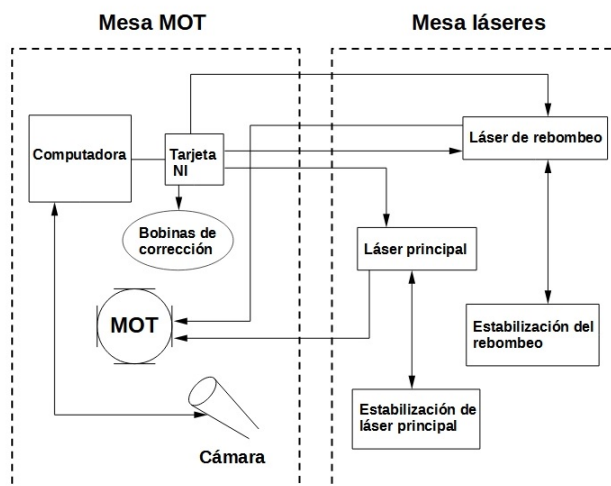 Mesa MOT
Mesa láseres
Computadora
Tarjeta
NI
Láser de rebombeo
Bobinas de
corrección
Láser principal
MOT
Estabilización del
rebombeo
Estabilización de
láser principal
Cámara